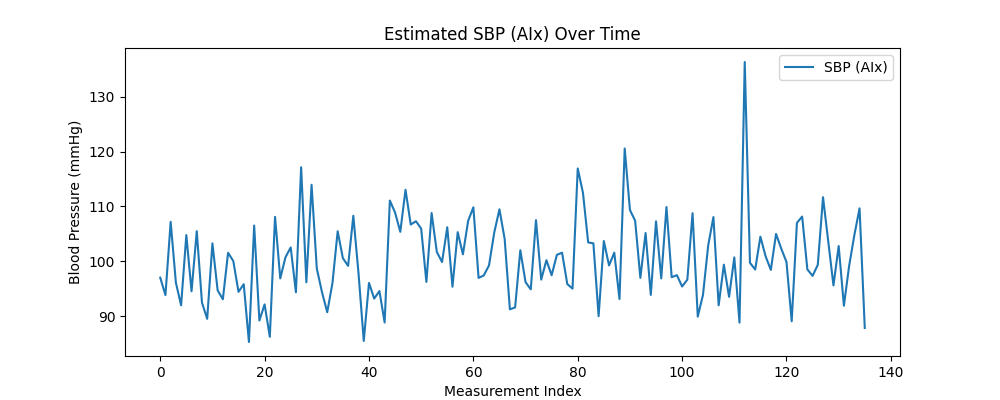 Estimated SBP (AIx) Over Time
SBP (AIx)
Blood Pressure (mmHg)
130
120
110
100
90
0 20 40 60 80 100 120 140
Measurement Index